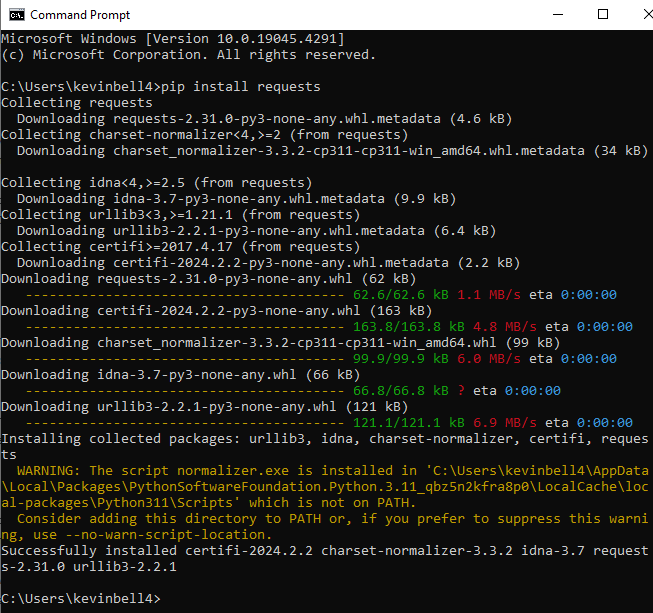 Command Prompt
Microsoft Windows [Version 10.0.19045.4291]
(c) Microsoft Corporation. All rights reserved.
C:\Users\kevinbell4>pip install requests
Collecting requests
  Downloading requests-2.31.0-py3-none-any.whl.metadata (4.6 kB)
Collecting charset-normalizer<4,>=2 (from requests)
  Downloading charset_normalizer-3.3.2-cp311-cp311-win_amd64.whl.metadata (34 kB)
Collecting idna<4,>=2.5 (from requests)
  Downloading idna-3.7-py3-none-any.whl.metadata (9.9 kB)
Collecting urllib3<3,>=1.21.1 (from requests)
  Downloading urllib3-2.2.1-py3-none-any.whl.metadata (6.4 kB)
Collecting certifi>=2017.4.17 (from requests)
  Downloading certifi-2024.2.2-py3-none-any.whl.metadata (2.2 kB)
Downloading requests-2.31.0-py3-none-any.whl (62 kB)
   ---------------------------------------- 62.6/62.6 kB 1.1 MB/s eta 0:00:00
Downloading certifi-2024.2.2-py3-none-any.whl (163 kB)
   ---------------------------------------- 163.8/163.8 kB 4.8 MB/s eta 0:00:00
Downloading charset_normalizer-3.3.2-cp311-cp311-win_amd64.whl (99 kB)
   ---------------------------------------- 99.9/99.9 kB 6.0 MB/s eta 0:00:00
Downloading idna-3.7-py3-none-any.whl (66 kB)
   ---------------------------------------- 66.8/66.8 kB ? eta 0:00:00
Downloading urllib3-2.2.1-py3-none-any.whl (121 kB)
   ---------------------------------------- 121.1/121.1 kB 6.9 MB/s eta 0:00:00
Installing collected packages: urllib3, idna, charset-normalizer, certifi, reques
ts
  WARNING: The script normalizer.exe is installed in 'C:\Users\kevinbell4\AppData
\Local\Packages\PythonSoftwareFoundation.Python.3.11_qbz5n2kfra8p0\LocalCache\loc
al-packages\Python311\Scripts' which is not on PATH.
  Consider adding this directory to PATH or, if you prefer to suppress this warni
ng, use --no-warn-script-location.
Successfully installed certifi-2024.2.2 charset-normalizer-3.3.2 idna-3.7 request
s-2.31.0 urllib3-2.2.1
C:\Users\kevinbell4>